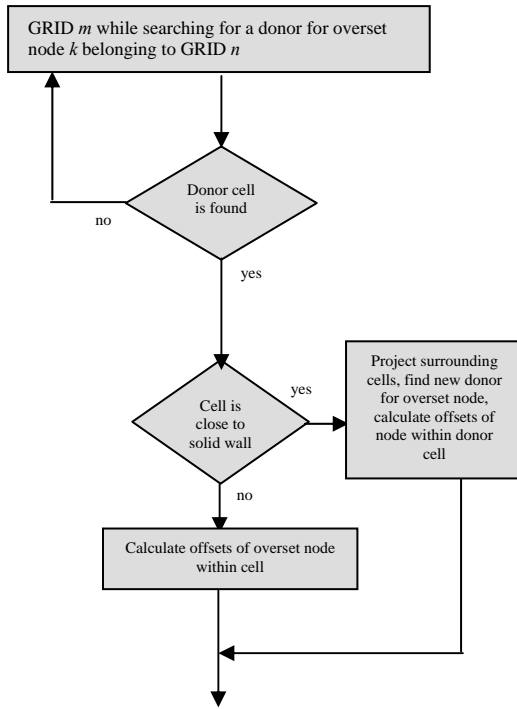 GRID m while searching for a donor for overset
node k belonging to GRID n
Donor cell
is found
no
yes
Project surrounding
cells, find new donor
for overset node,
calculate offsets of
node within donor
cell
yes
Cell is
close to
solid wall
no
Calculate offsets of overset node
within cell